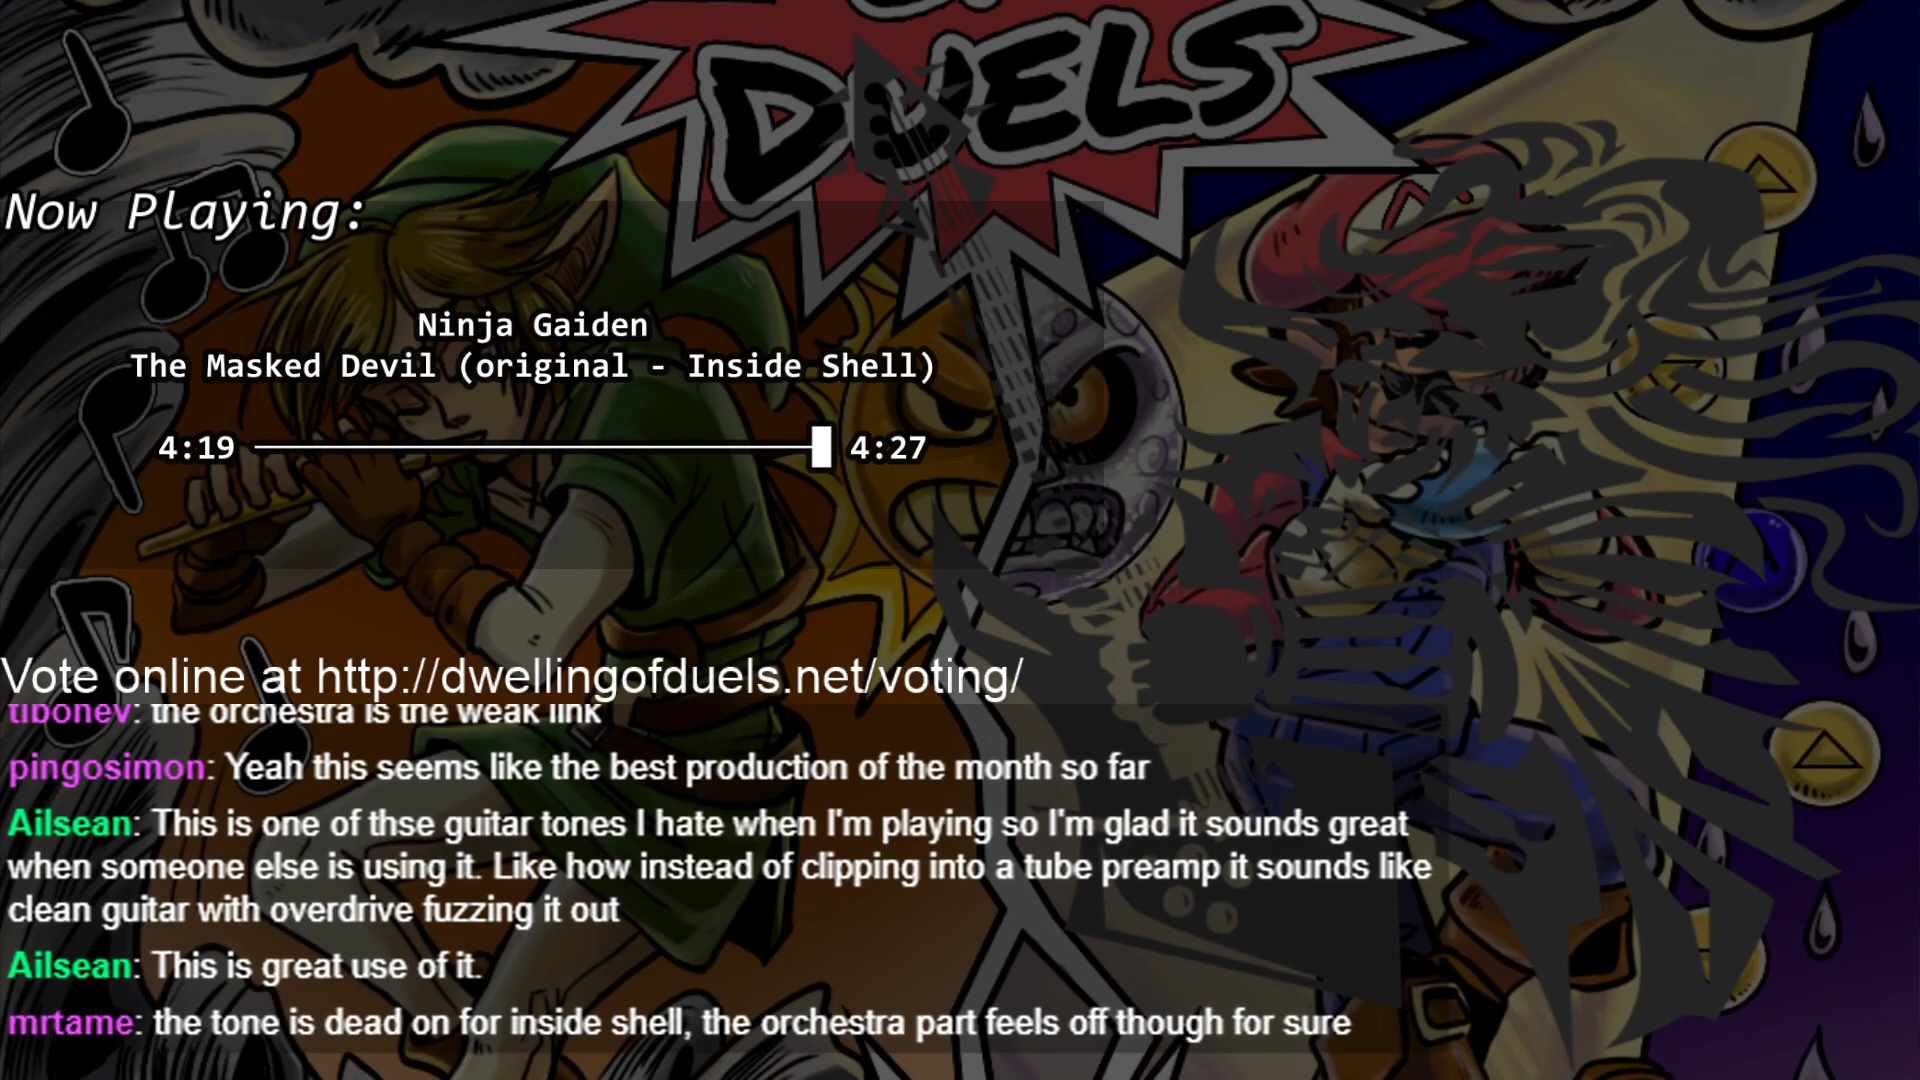 DUELS
Now Playing:
Ninja Gaiden
The Masked Devil (original - Inside Shell)
4:19 4:27
Vote online at http://dwellingofduels.net/voting/
tibonev: the orchestra is the weak link
pingosimon: Yeah this seems like the best production of the month so far
Ailsean: This is one of thse guitar tones I hate when I'm playing so I'm glad it sounds great
when someone else is using it. Like how instead of clipping into a tube preamp it sounds like
clean guitar with overdrive fuzzing it out
Ailsean: This is great use of it.
mrtame: the tone is dead on for inside shell, the orchestra part feels off though for sure